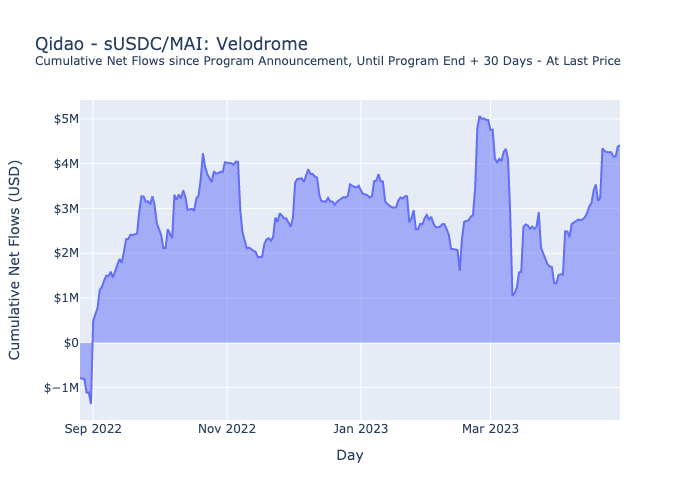 Qidao - sUSDC/MAI: Velodrome
Cumulative Net Flows since Program Announcement, Until Program End + 30 Days - At Last Price
Cumulative Net Flows (USD)
$5M
$4M
$3M
$2M
$1M
$0
$−1M
Sep 2022
Nov 2022
Jan 2023
Mar 2023
Day